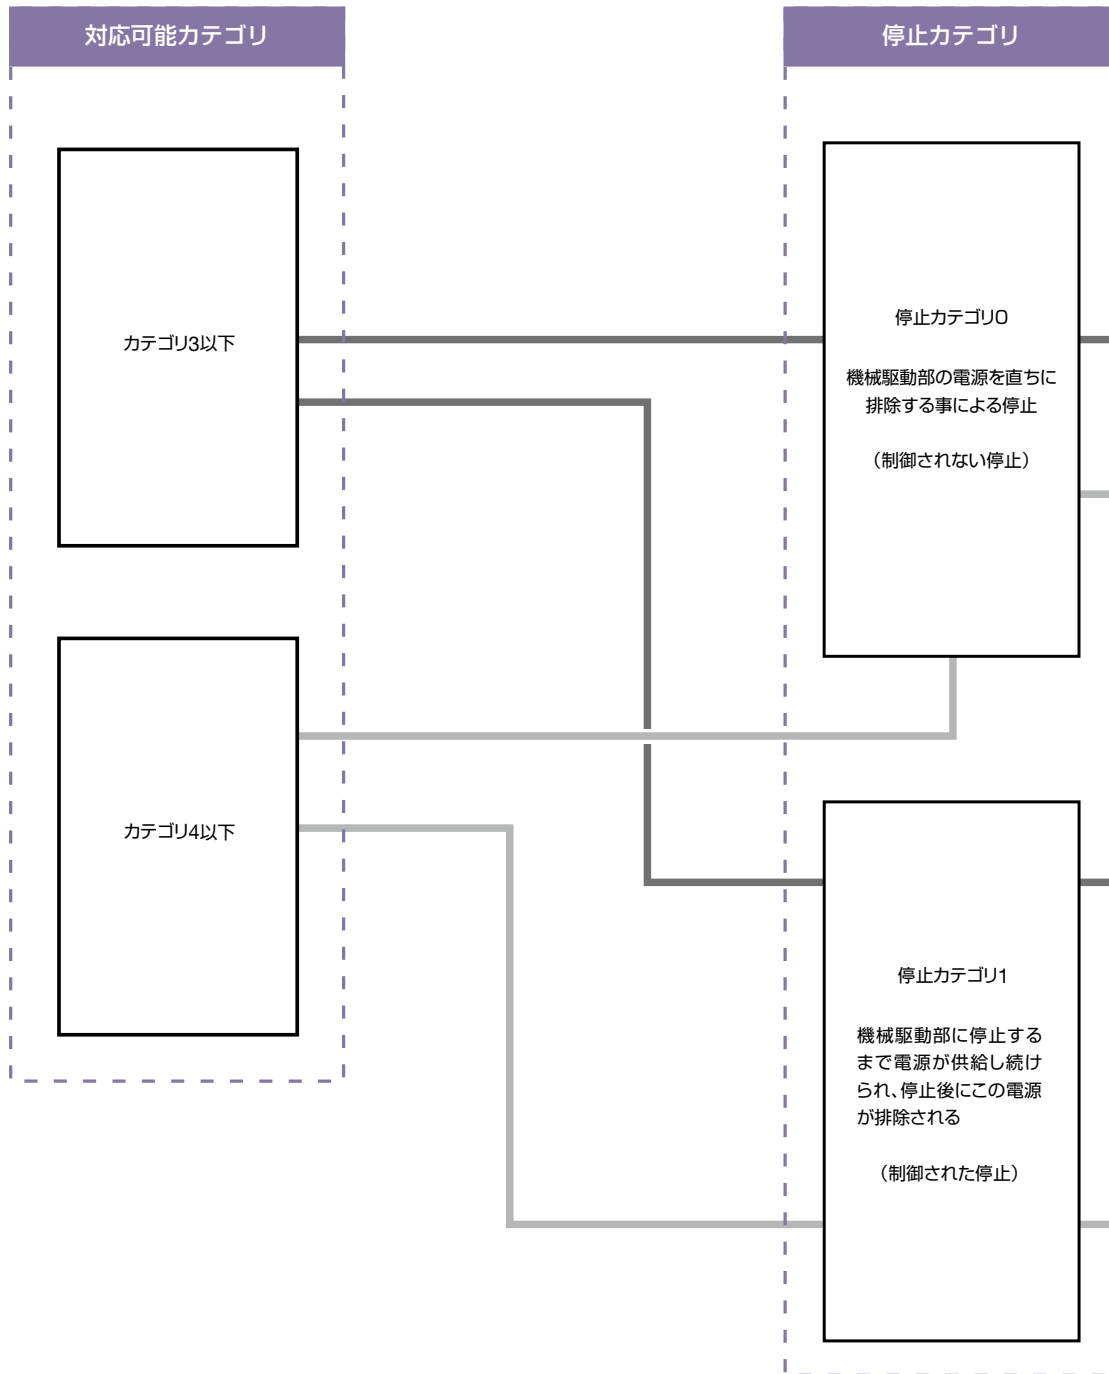 対応可能カテゴリ
停止カテゴリ
カテゴリ3以下
停止カテゴリ0
機械駆動部の電源を直ちに
排除する事による停止
（制御されない停止）
カテゴリ4以下
停止カテゴリ1
機械駆動部に停止する
まで電源が供給し続け
られ、停止後にこの電源
が排除される
（制御された停止）